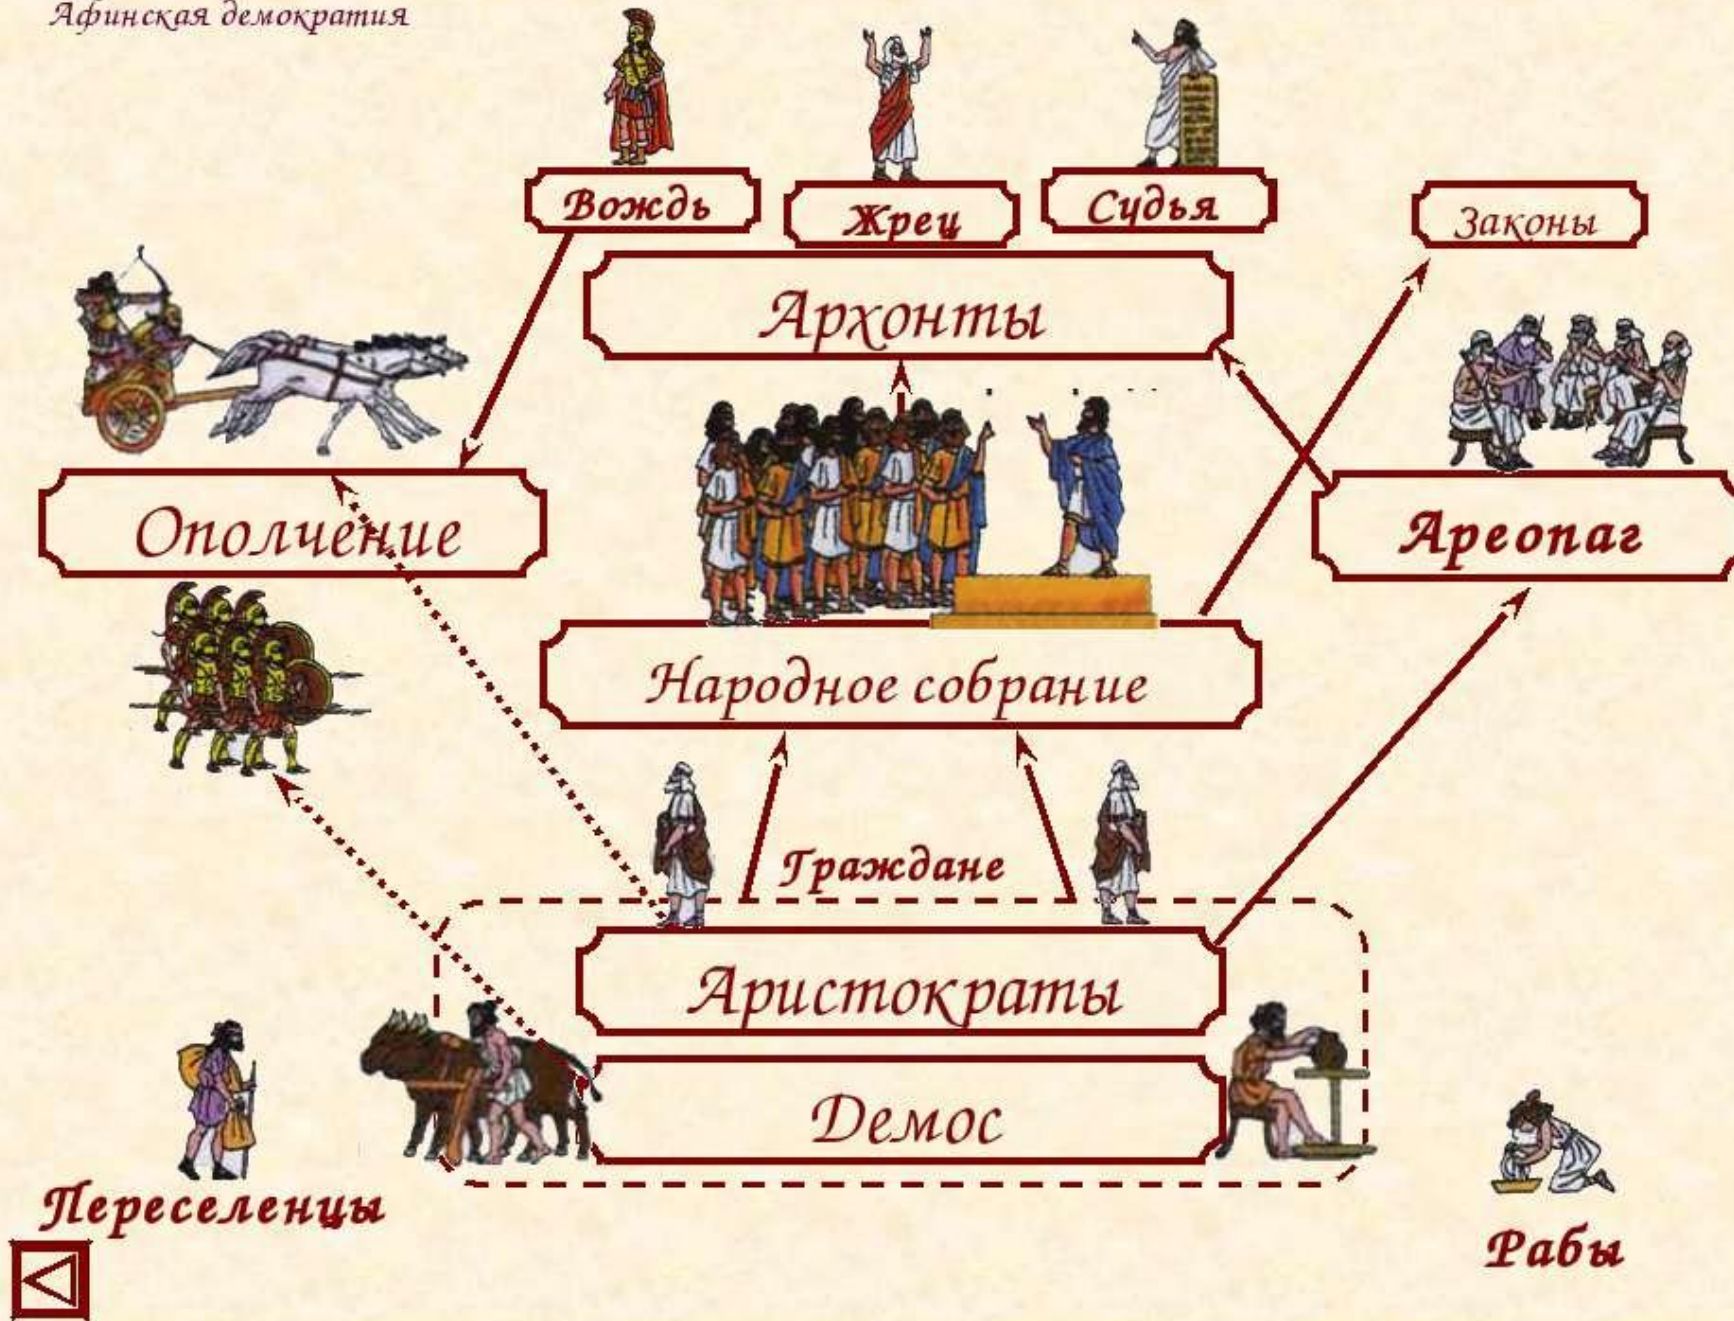 Афинская демократия
Вождь
Жрец
Судья
Законы
Архонты
Ополчение
Ареопаг
Народное собрание
Граждане
Аристократы
Демос
Переселенцы
Рабы